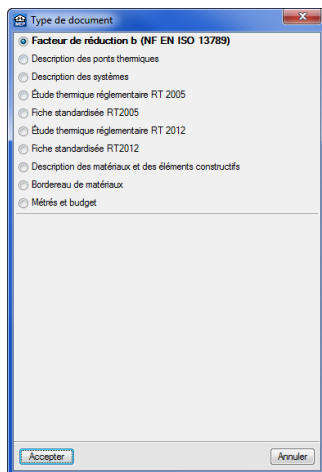 Type de document
Facteur de réduction b (NF EN ISO 13789)
Description des ponts thermiques
Description des systèmes
Étude thermique réglementaire RT 2005
Fiche standardisée RT2005
Étude thermique réglementaire RT 2012
Fiche standardisée RT2012
Description des matériaux et des éléments constructifs
Bordereau de matériaux
Métrés et budget
Accepter
Annuler